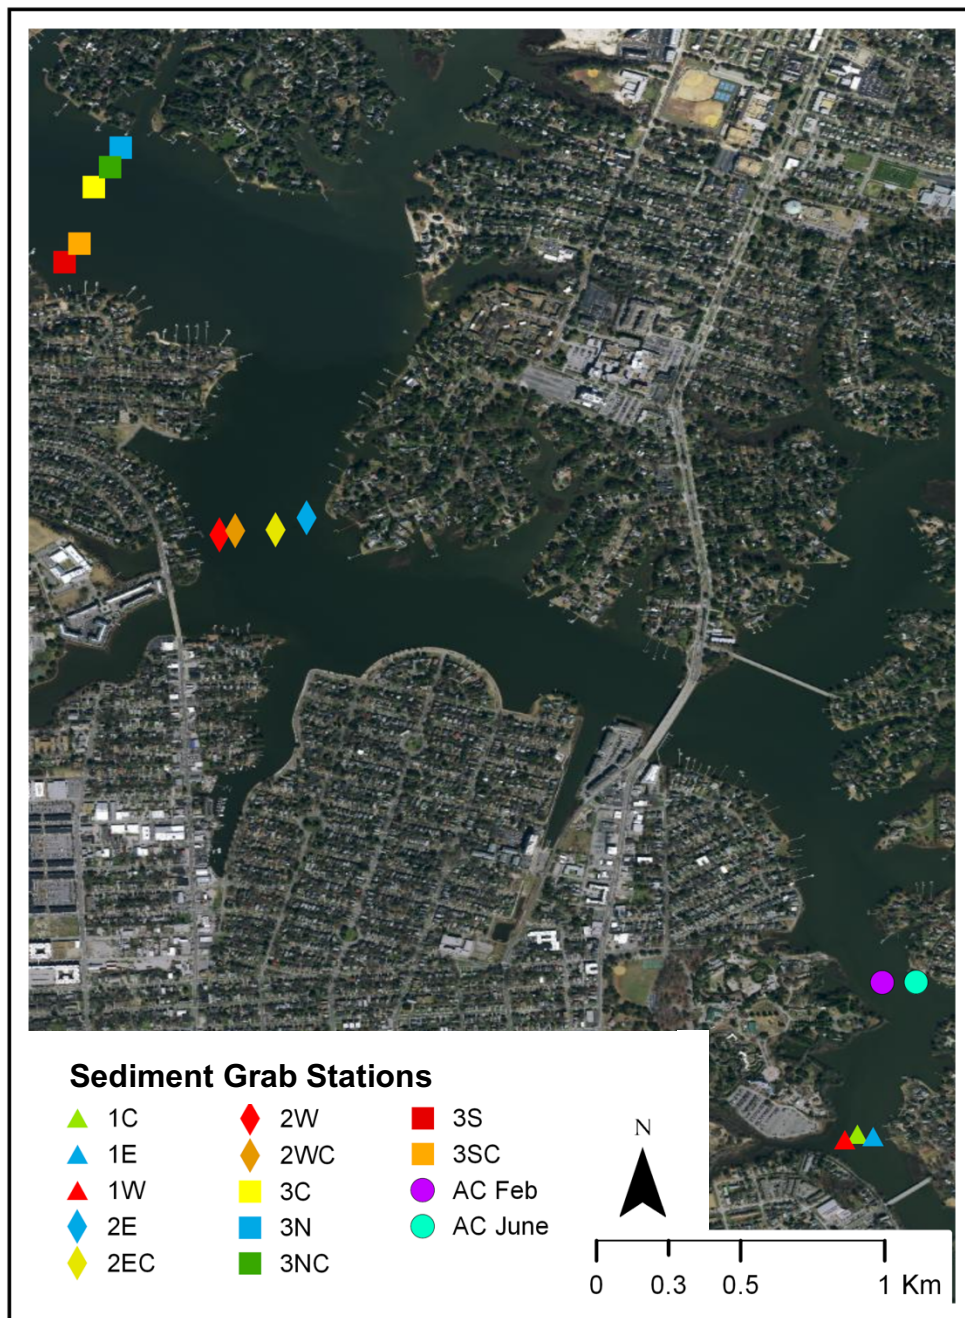 Sediment Grab Stations
1C
1E
1W
2E
2EC
2W
2WC
3C
3N
3NC
3S
3SC
AC Feb
AC June
N
0 0.3 0.5 1 Km